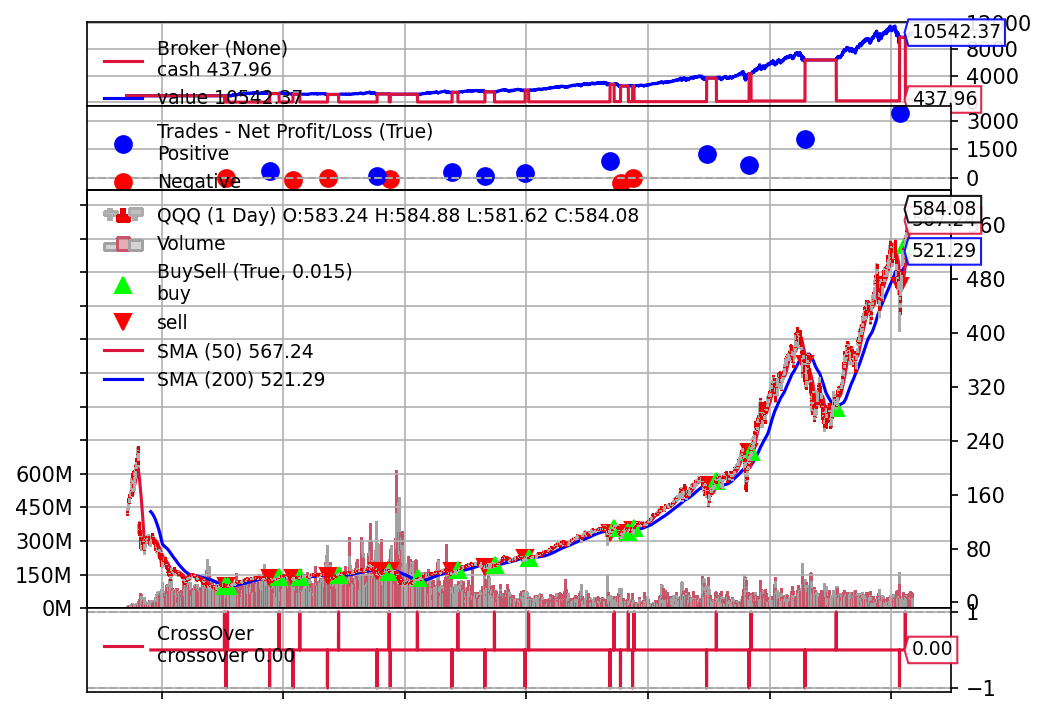 Broker (None)
cash 437.96
value 10542.37
12000
10542.37
8000
4000
437.96
Trades - Net Profit/Loss (True)
Positive
Negative
3000
1500
0
QQQ (1 Day) O:583.24 H:584.88 L:581.62 C:584.08
Volume
BuySell (True, 0.015)
buy
sell
SMA (50) 567.24
SMA (200) 521.29
584.08
567.24
521.29
480
400
320
240
160
80
0
600M
450M
300M
150M
0M
CrossOver
crossover 0.00
1
0.00
−1